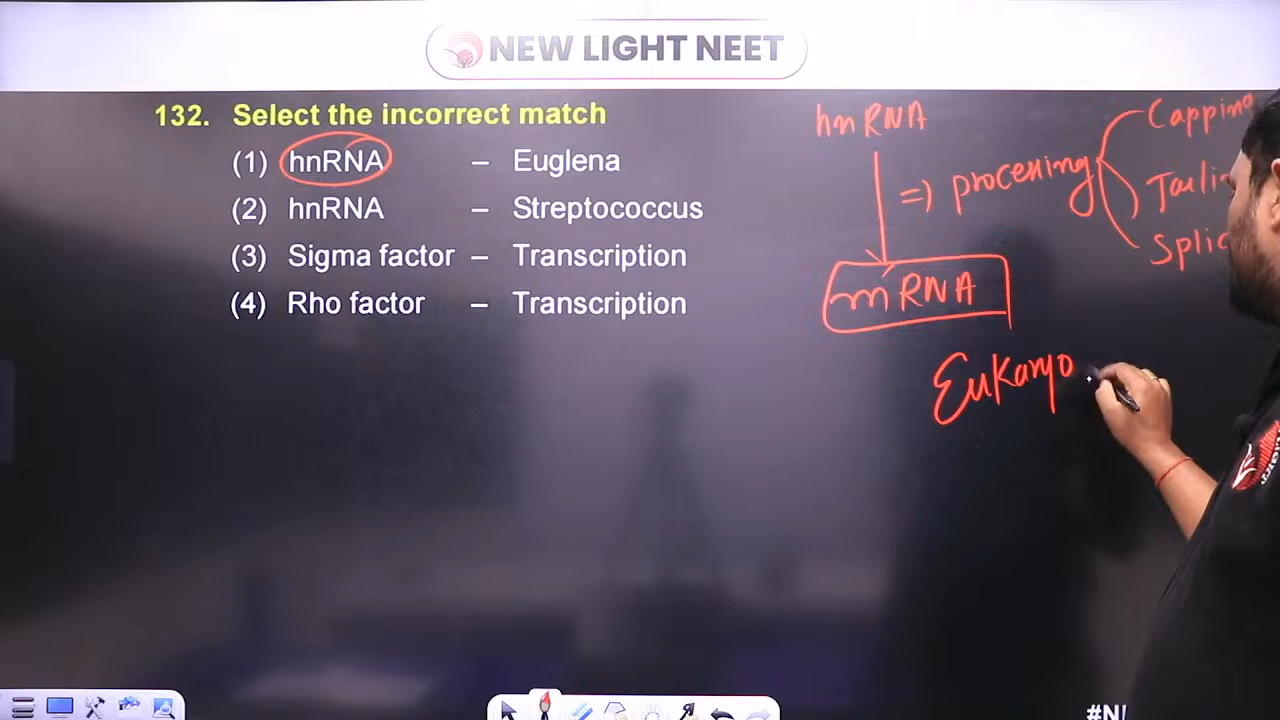 NEW LIGHT NEET
132. Select the incorrect match
(1) hnRNA – Euglena
(2) hnRNA – Streptococcus
(3) Sigma factor – Transcription
(4) Rho factor – Transcription
hnRNA
=> processing
Capping
mRNA
Eukaryo